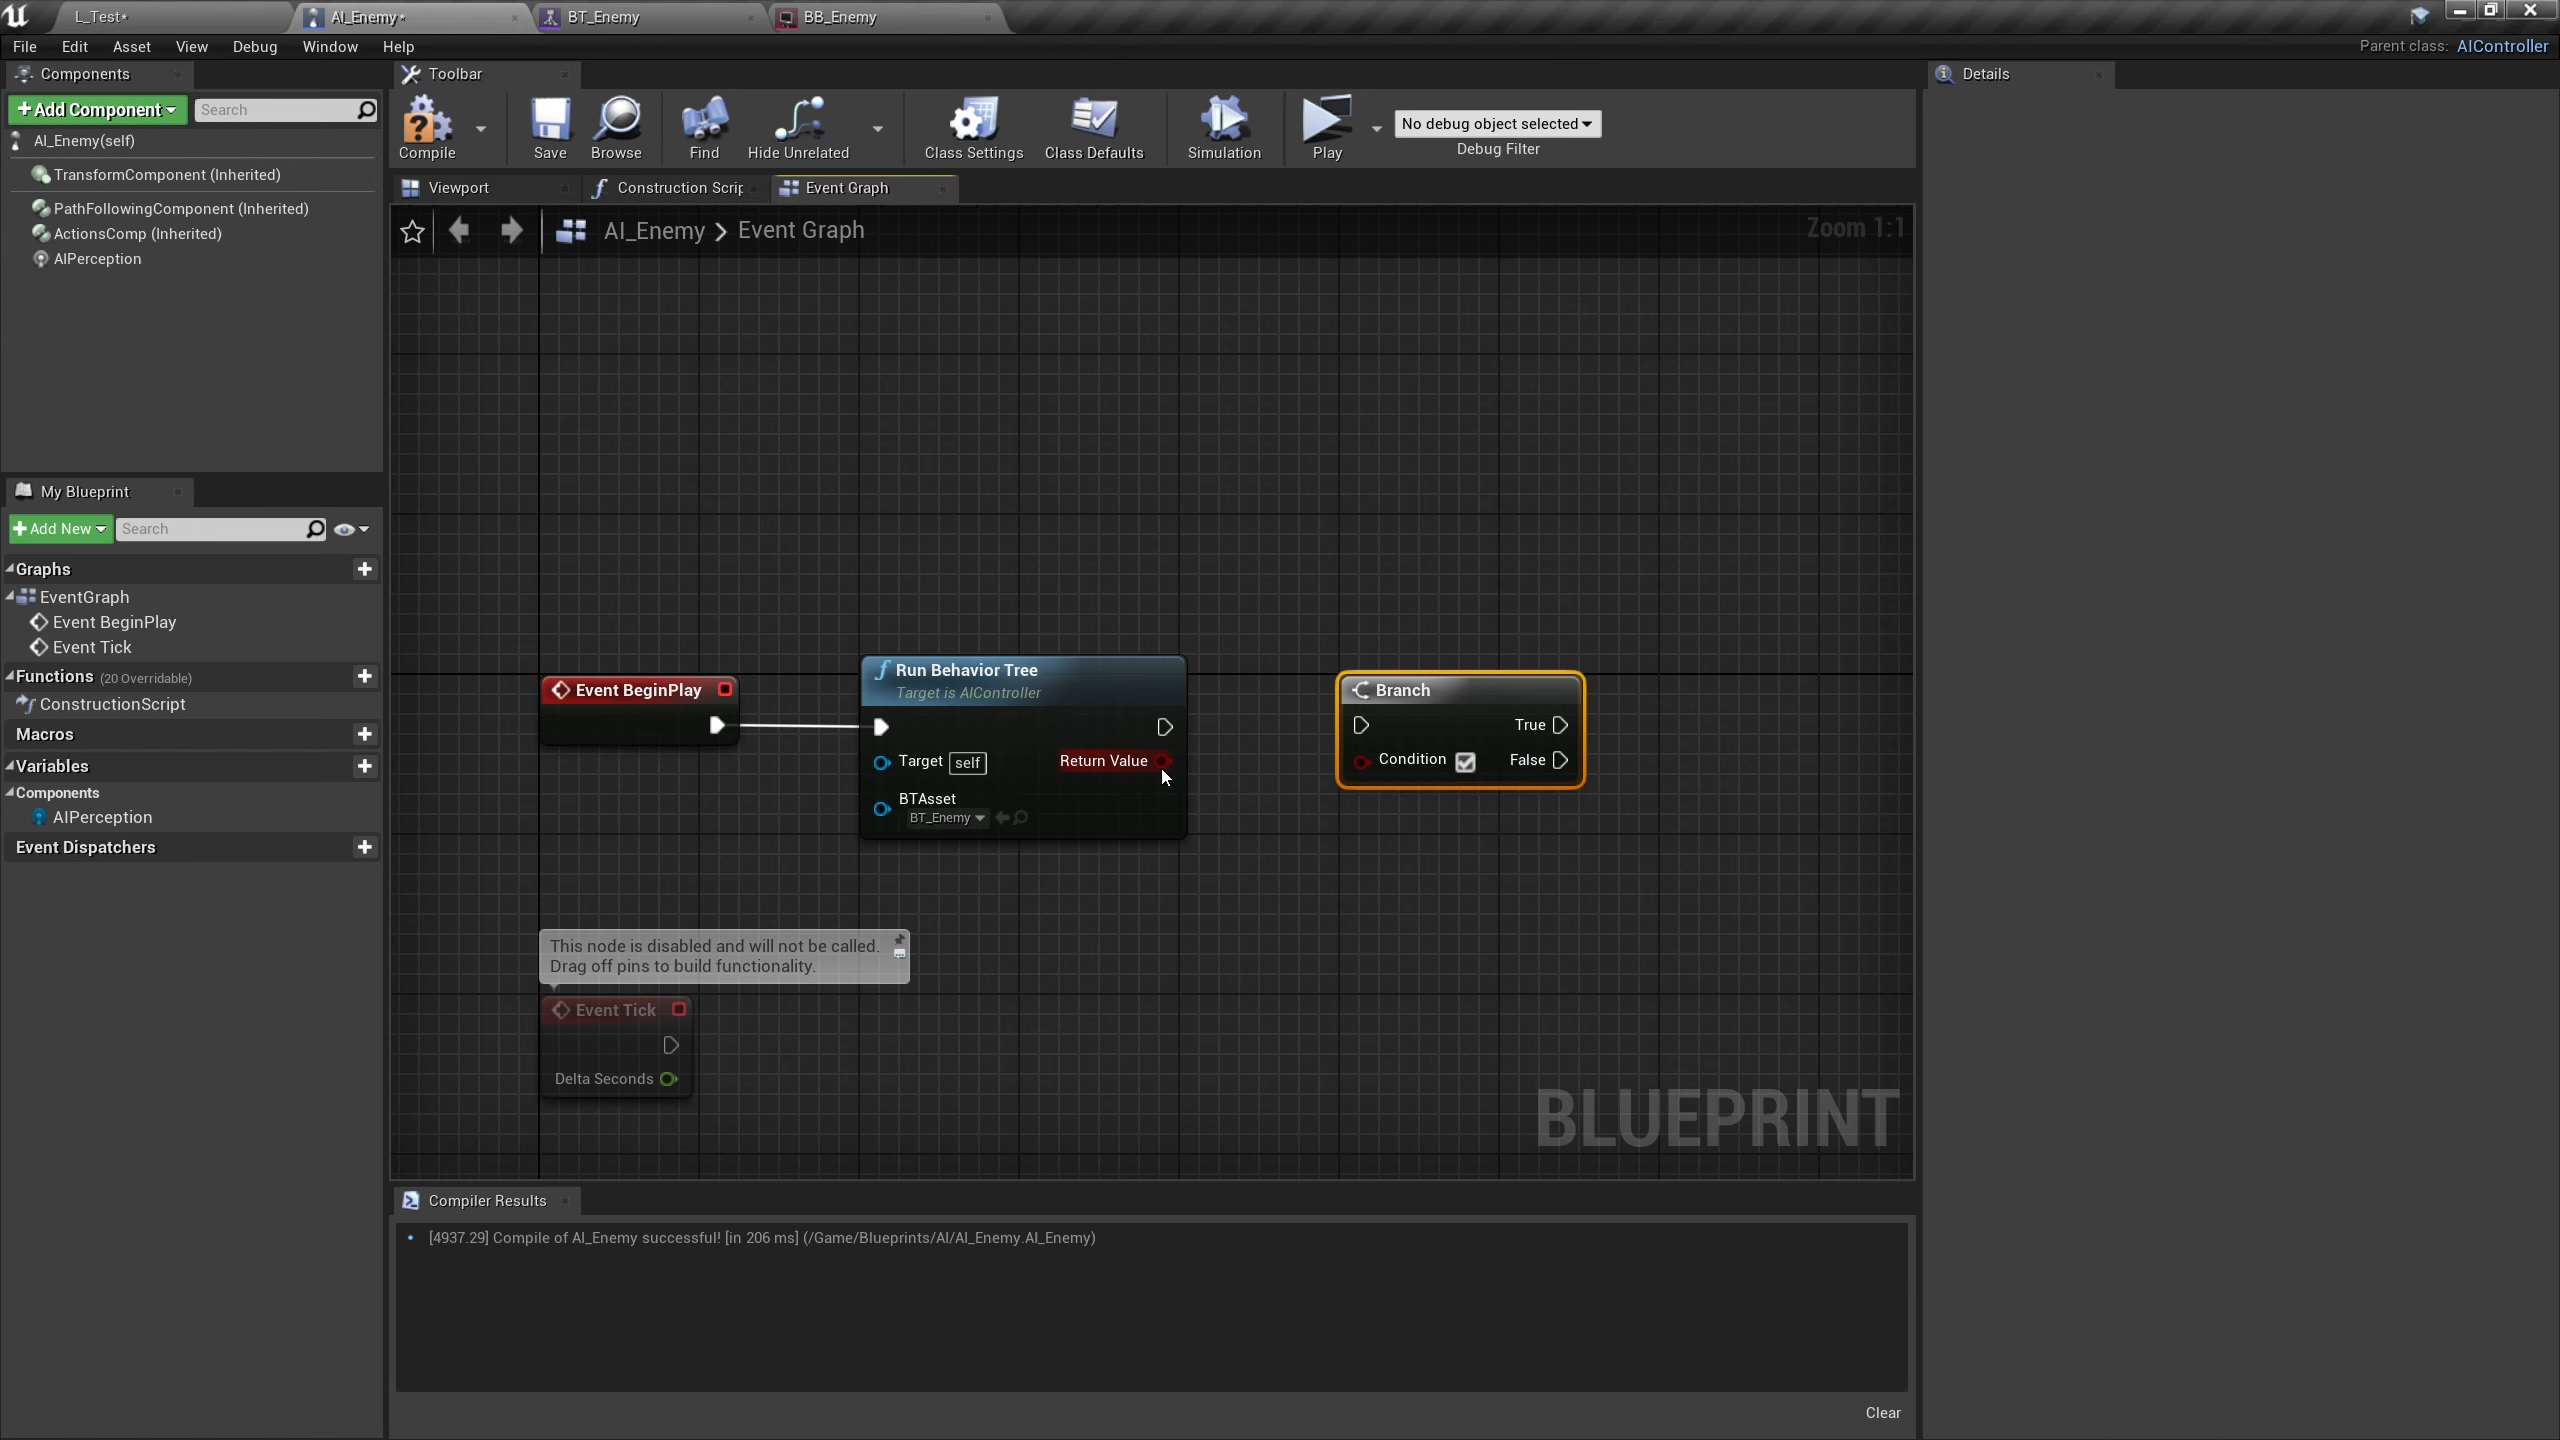 L_Test*
AI_Enemy*
BT_Enemy
BB_Enemy
File Edit Asset View Debug Window Help
Parent class: AIController
Components
Toolbar
Details
+Add Component
Search
AI_Enemy(self)
TransformComponent (Inherited)
PathFollowingComponent (Inherited)
ActionsComp (Inherited)
AIPerception
Compile
Save
Browse
Find
Hide Unrelated
Class Settings
Class Defaults
Simulation
Play
No debug object selected
Debug Filter
Viewport
Construction Scrip
Event Graph
AI_Enemy > Event Graph
Zoom 1:1
My Blueprint
+Add New
Search
Graphs
EventGraph
Event BeginPlay
Event Tick
Functions (20 Overridable)
ConstructionScript
Macros
Variables
Components
AIPerception
Event Dispatchers
Event BeginPlay
Run Behavior Tree
Target is AIController
Target self
Return Value
BTAsset
BT_Enemy
Branch
True
Condition
False
This node is disabled and will not be called.
Drag off pins to build functionality.
Event Tick
Delta Seconds
BLUEPRINT
Compiler Results
[4937.29] Compile of AI_Enemy successful! [in 206 ms] (/Game/Blueprints/AI/AI_Enemy.AI_Enemy)
Clear